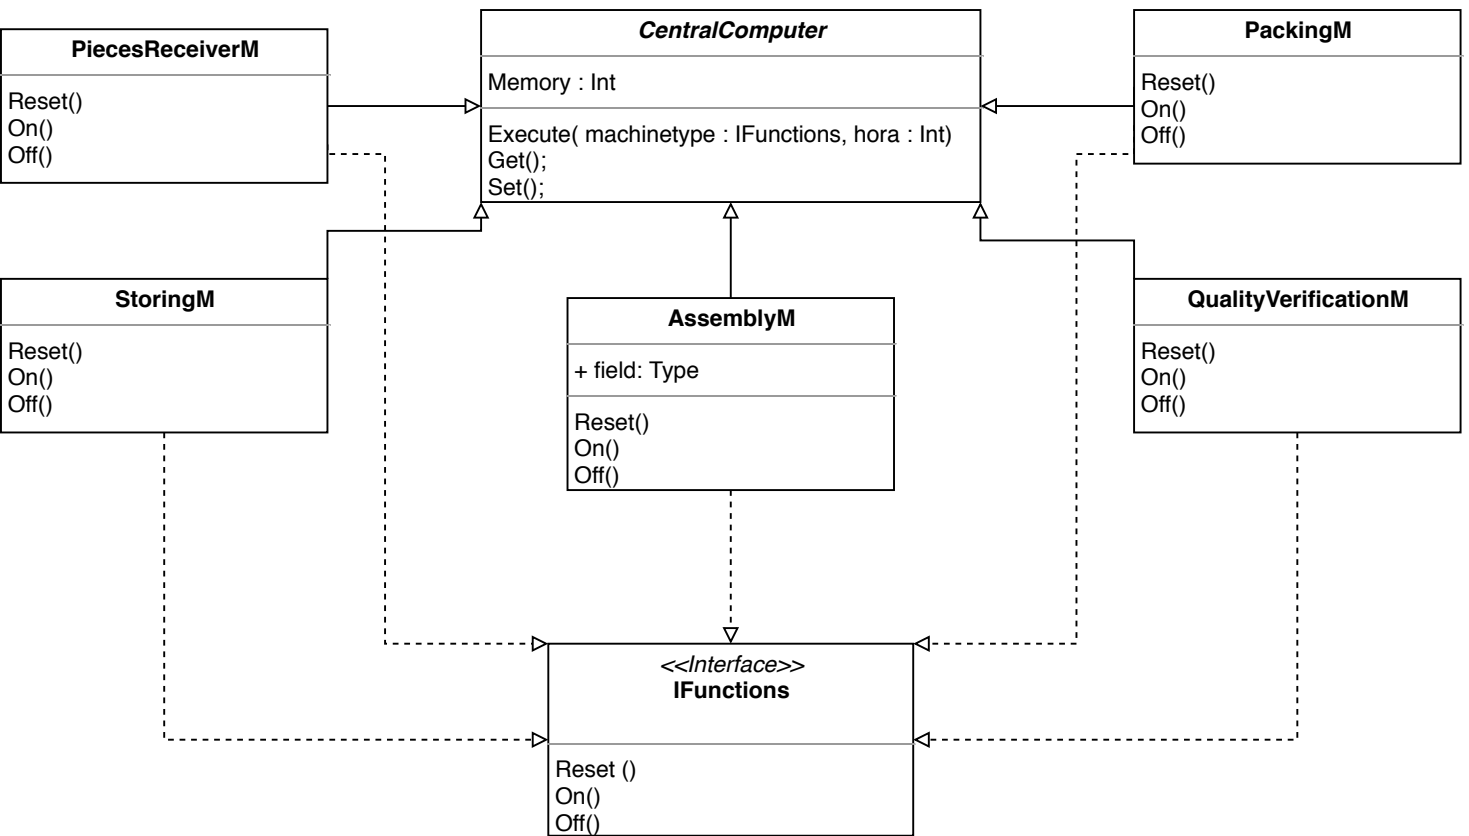 PiecesReceiverM
Reset()
On()
Off()
CentralComputer
Memory : Int
Execute( machinetype : IFunctions, hora : Int)
Get();
Set();
PackingM
Reset()
On()
Off()
StoringM
Reset()
On()
Off()
AssemblyM
+ field: Type
Reset()
On()
Off()
QualityVerificationM
Reset()
On()
Off()
<<Interface>>
IFunctions
Reset ()
On()
Off()